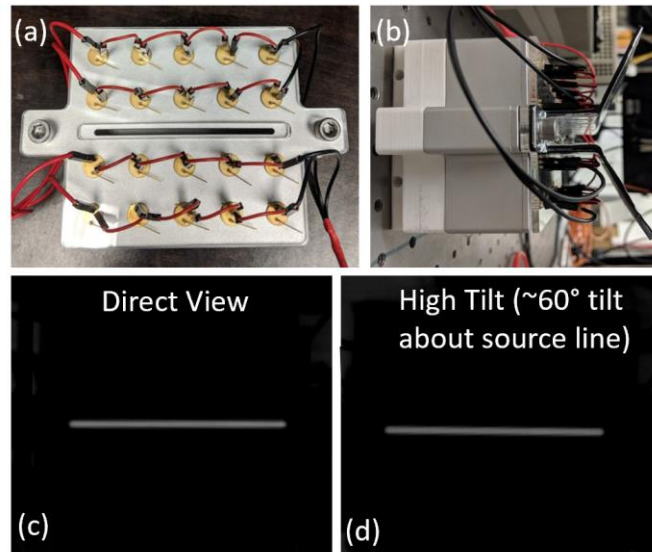 (a)
(b)
Direct View
High Tilt (~60° tilt
about source line)
(c)
(d)